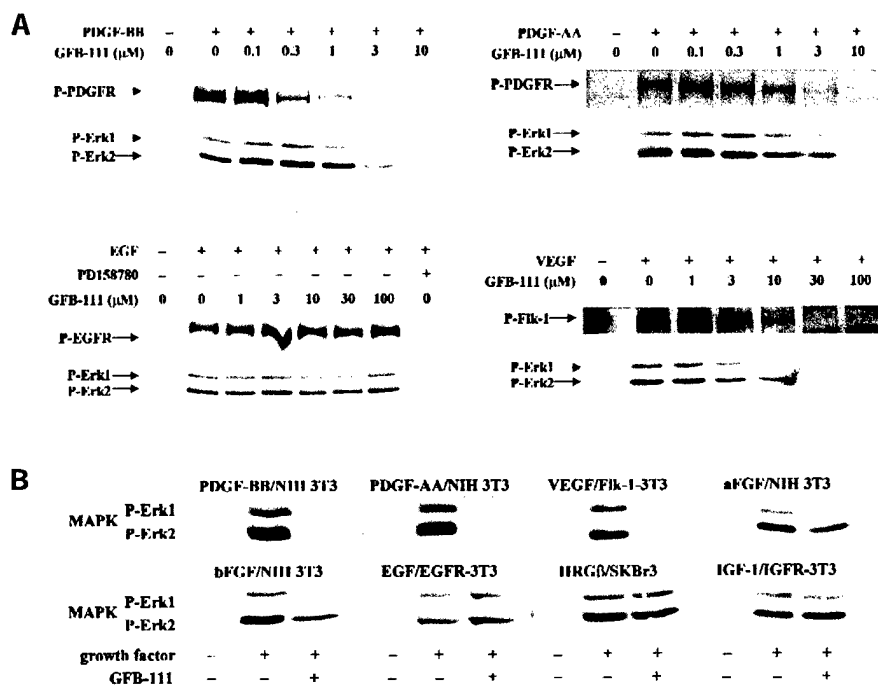 A
PDGF-BB – + + + + + +
GFB-111 (µM) 0 0 0.1 0.3 1 3 10
P-PDGFR
P-Erk1
P-Erk2
PDGF-AA – + + + + + +
GFB-111 (µM) 0 0 0.1 0.3 1 3 10
P-PDGFR
P-Erk1
P-Erk2
EGF – + + + + + + +
PD158780 – – – – – – – +
GFB-111 (µM) 0 0 1 3 10 30 100 0
P-EGFR
P-Erk1
P-Erk2
VEGF – + + + + + +
GFB-111 (µM) 0 0 1 3 10 30 100
P-Flk-1
P-Erk1
P-Erk2
B
PDGF-BB/NIH 3T3 PDGF-AA/NIH 3T3 VEGF/Flk-1-3T3 aFGF/NIH 3T3
MAPK P-Erk1
P-Erk2
bFGF/NIH 3T3 EGF/EGFR-3T3 HRGß/SKBr3 IGF-1/IGFR-3T3
MAPK P-Erk1
P-Erk2
growth factor – + + – + + – + + – + +
GFB-111 – – + – – + – – + – – +